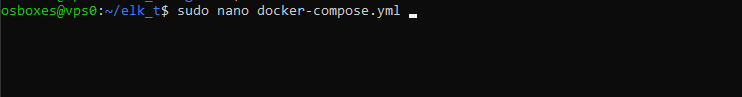 osboxes@vps0:~/elk_t$ sudo nano docker-compose.yml